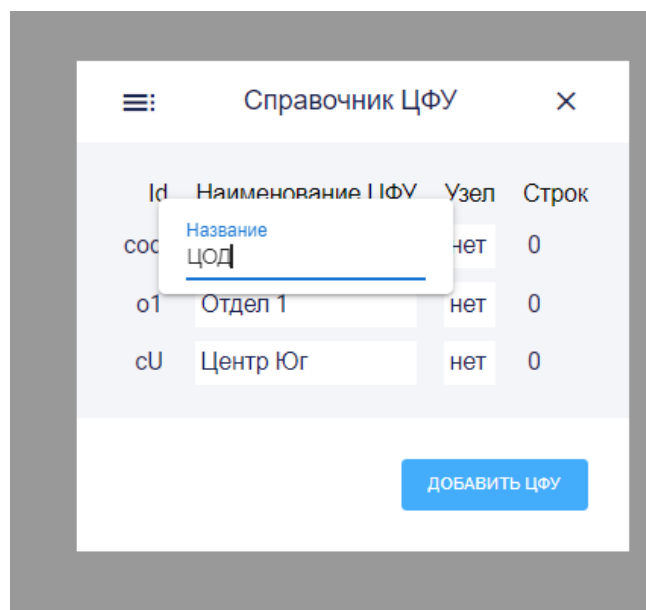 Справочник ЦФУ
Id Наименование ЦФУ Узел Строк
Название
ЦОД
нет 0
o1 Отдел 1 нет 0
cU Центр Юг нет 0
ДОБАВИТЬ ЦФУ